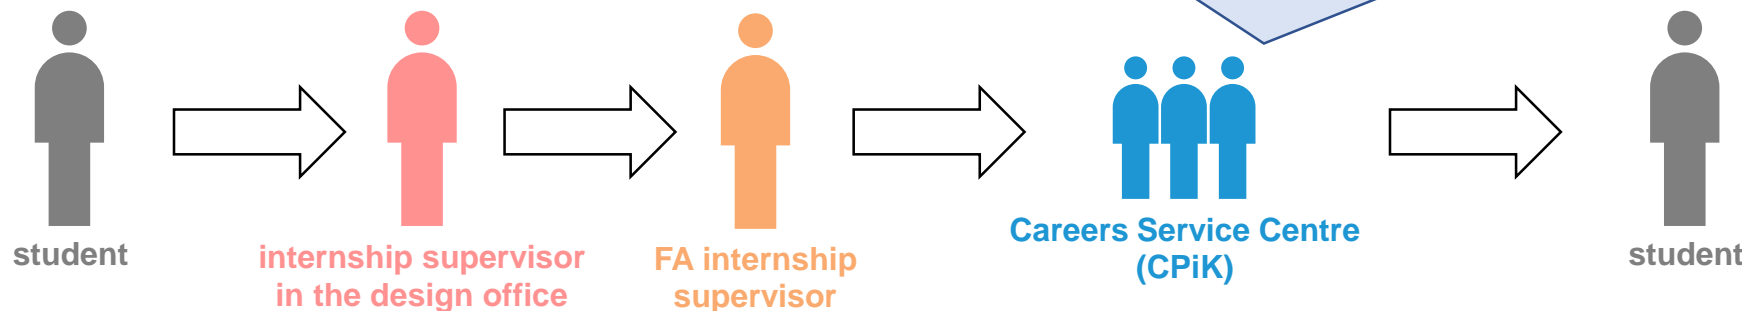 student
internship supervisor
in the design office
FA internship
supervisor
Careers Service Centre
(CPiK)
student